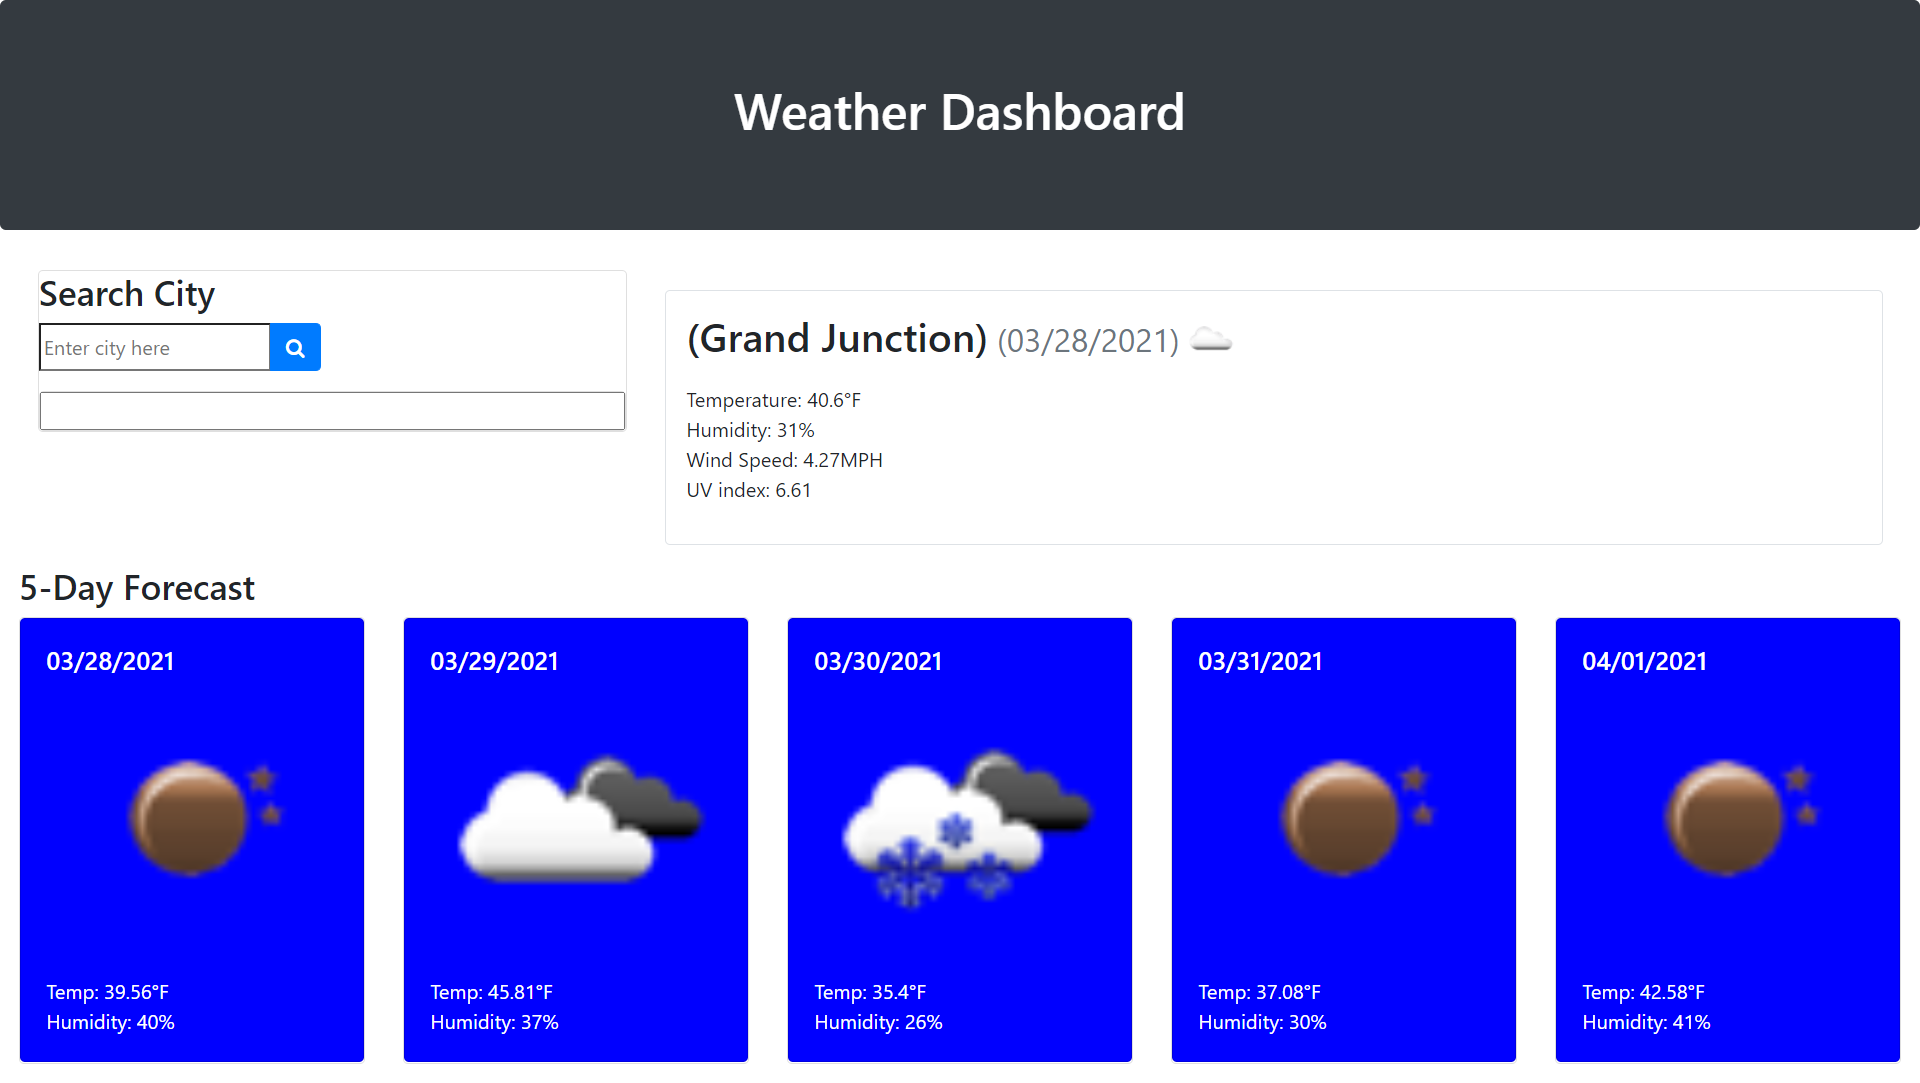 Weather Dashboard
Search City
Enter city here
(Grand Junction) (03/28/2021)
Temperature: 40.6°F
Humidity: 31%
Wind Speed: 4.27MPH
UV index: 6.61
5-Day Forecast
03/28/2021
Temp: 39.56°F
Humidity: 40%
03/29/2021
Temp: 45.81°F
Humidity: 37%
03/30/2021
Temp: 35.4°F
Humidity: 26%
03/31/2021
Temp: 37.08°F
Humidity: 30%
04/01/2021
Temp: 42.58°F
Humidity: 41%